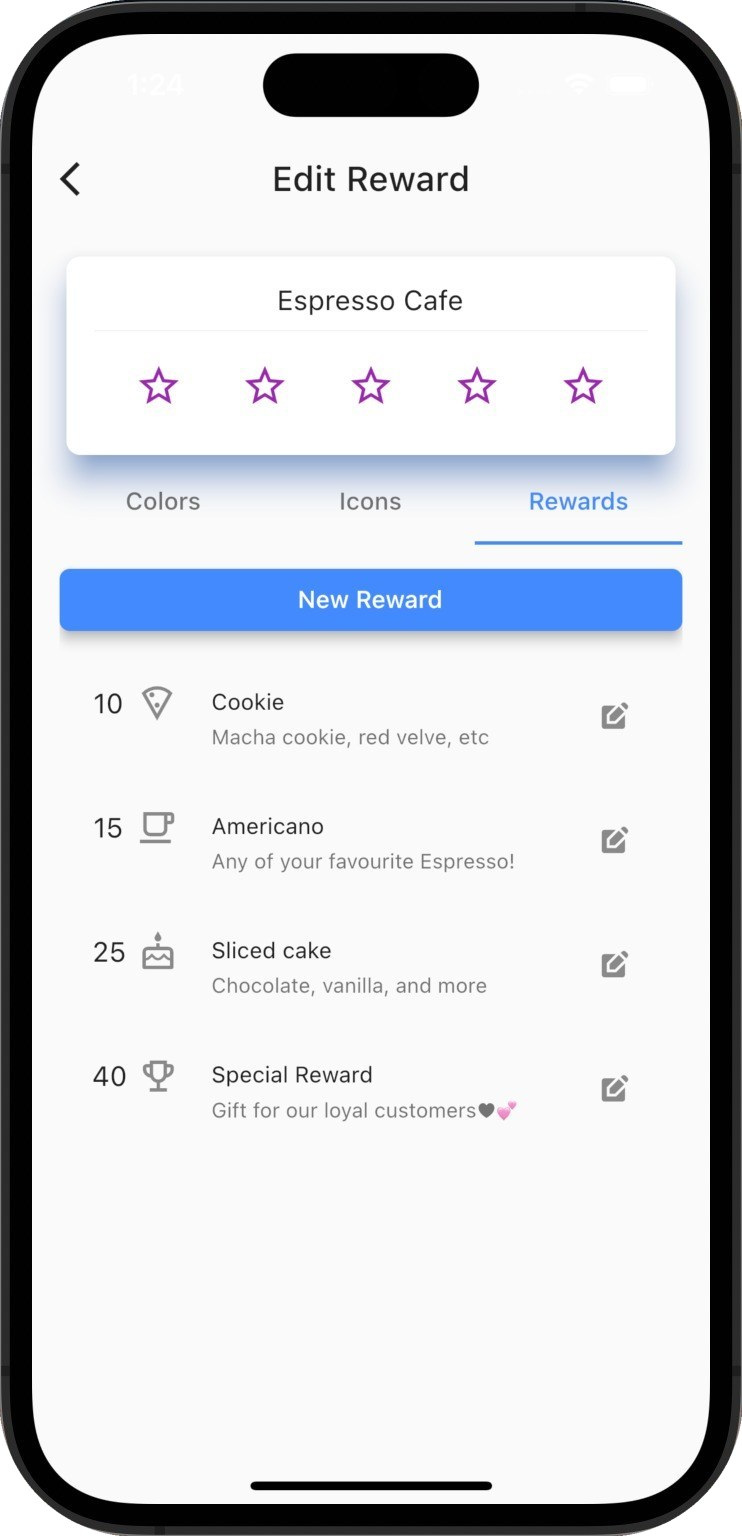 1:24
Edit Reward
Espresso Cafe
Colors Icons Rewards
New Reward
10 Cookie
Macha cookie, red velve, etc
15 Americano
Any of your favourite Espresso!
25 Sliced cake
Chocolate, vanilla, and more
40 Special Reward
Gift for our loyal customers🖤💕